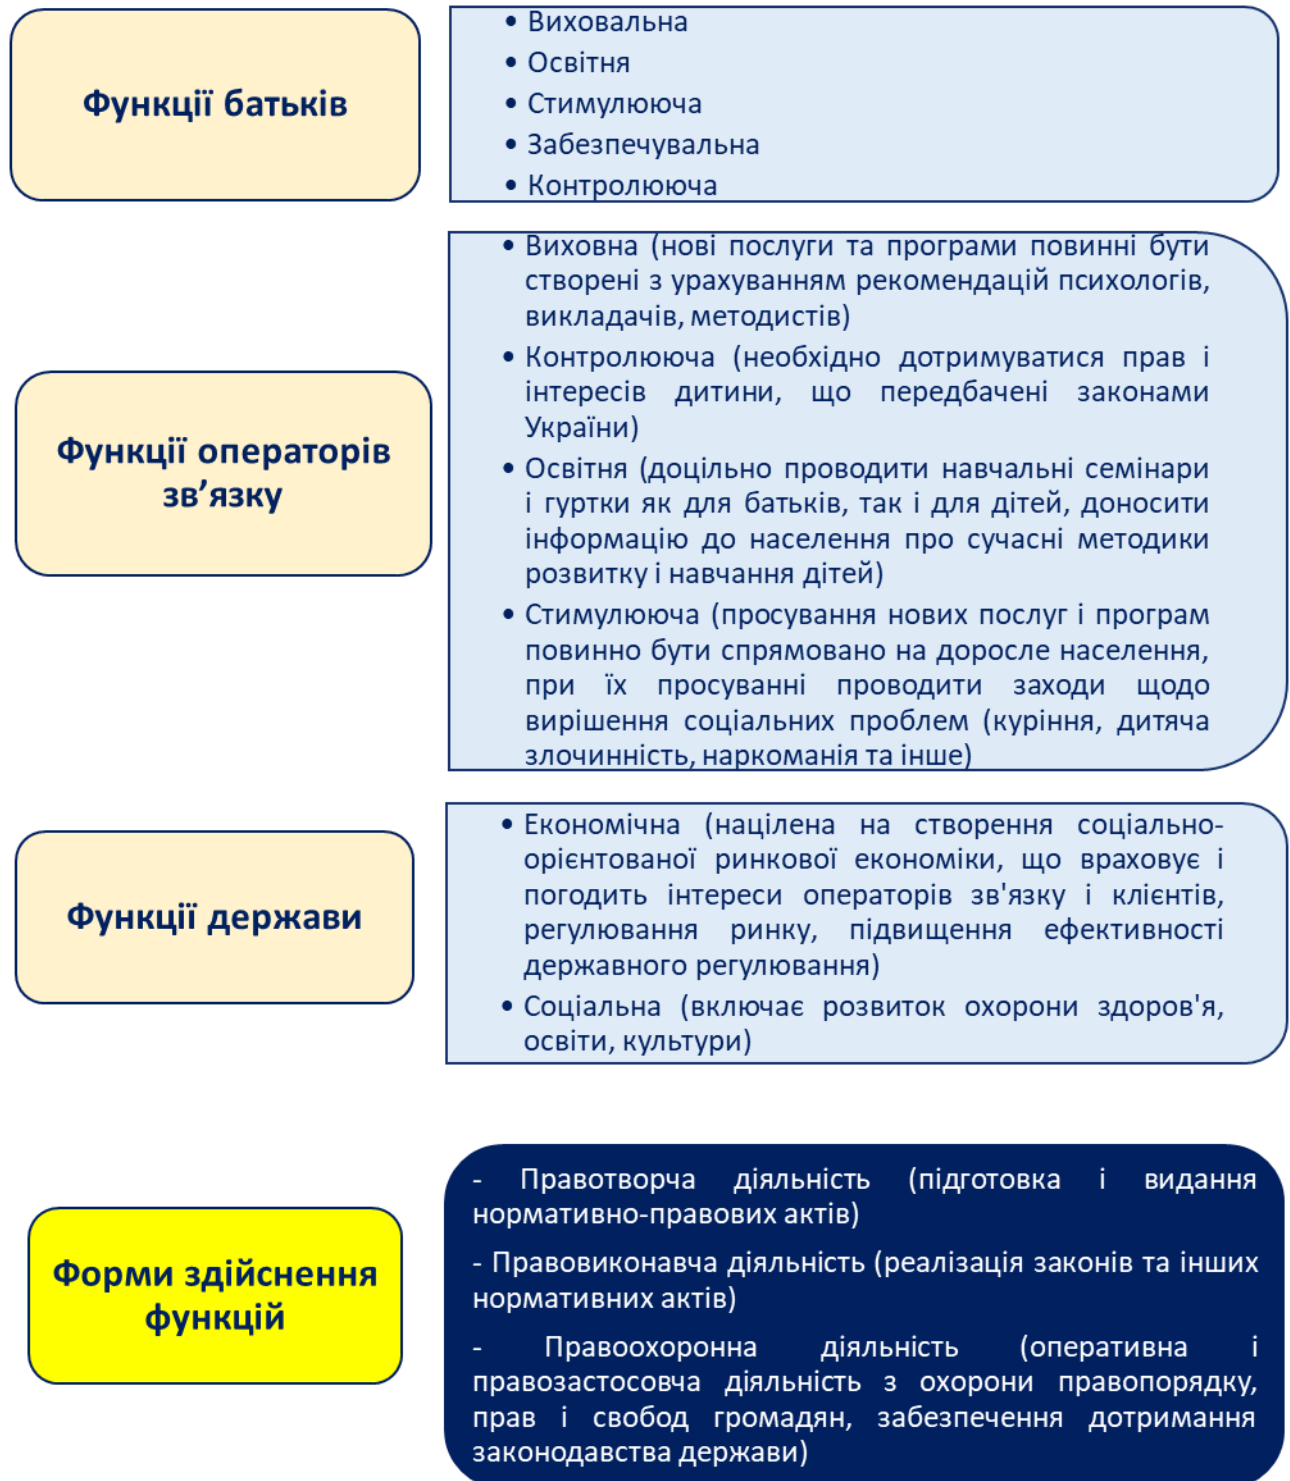 Функції батьків
• Виховальна
• Освітня
• Стимулююча
• Забезпечувальна
• Контролююча
Функції операторів
зв’язку
• Виховна (нові послуги та програми повинні бути
створені з урахуванням рекомендацій психологів,
викладачів, методистів)
• Контролююча (необхідно дотримуватися прав і
інтересів дитини, що передбачені законами
України)
• Освітня (доцільно проводити навчальні семінари
і гуртки як для батьків, так і для дітей, доносити
інформацію до населення про сучасні методики
розвитку і навчання дітей)
• Стимулююча (просування нових послуг і програм
повинно бути спрямовано на доросле населення,
при їх просуванні проводити заходи щодо
вирішення соціальних проблем (куріння, дитяча
злочинність, наркоманія та інше)
Функції держави
• Економічна (націлена на створення соціально-
орієнтованої ринкової економіки, що враховує і
погодить інтереси операторів зв'язку і клієнтів,
регулювання ринку, підвищення ефективності
державного регулювання)
• Соціальна (включає розвиток охорони здоров'я,
освіти, культури)
Форми здійснення
функцій
- Правотворча діяльність (підготовка і видання
нормативно-правових актів)
- Правовиконавча діяльність (реалізація законів та інших
нормативних актів)
- Правоохоронна діяльність (оперативна і
правозастосовча діяльність з охорони правопорядку,
прав і свобод громадян, забезпечення дотримання
законодавства держави)